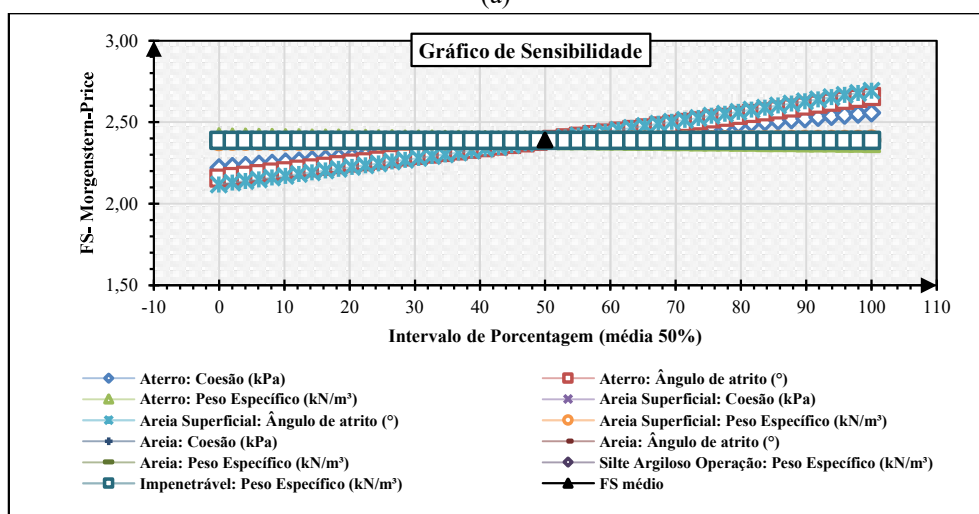 (a)
Gráfico de Sensibilidade
3,00
2,50
2,00
1,50
FS- Morgenstern-Price
-10 0 10 20 30 40 50 60 70 80 90 100 110
Intervalo de Porcentagem (média 50%)
Aterro: Coesão (kPa)
Aterro: Ângulo de atrito (°)
Aterro: Peso Específico (kN/m³)
Areia Superficial: Coesão (kPa)
Areia Superficial: Ângulo de atrito (°)
Areia Superficial: Peso Específico (kN/m³)
Areia: Coesão (kPa)
Areia: Ângulo de atrito (°)
Areia: Peso Específico (kN/m³)
Silte Argiloso Operação: Peso Específico (kN/m³)
Impenetrável: Peso Específico (kN/m³)
FS médio